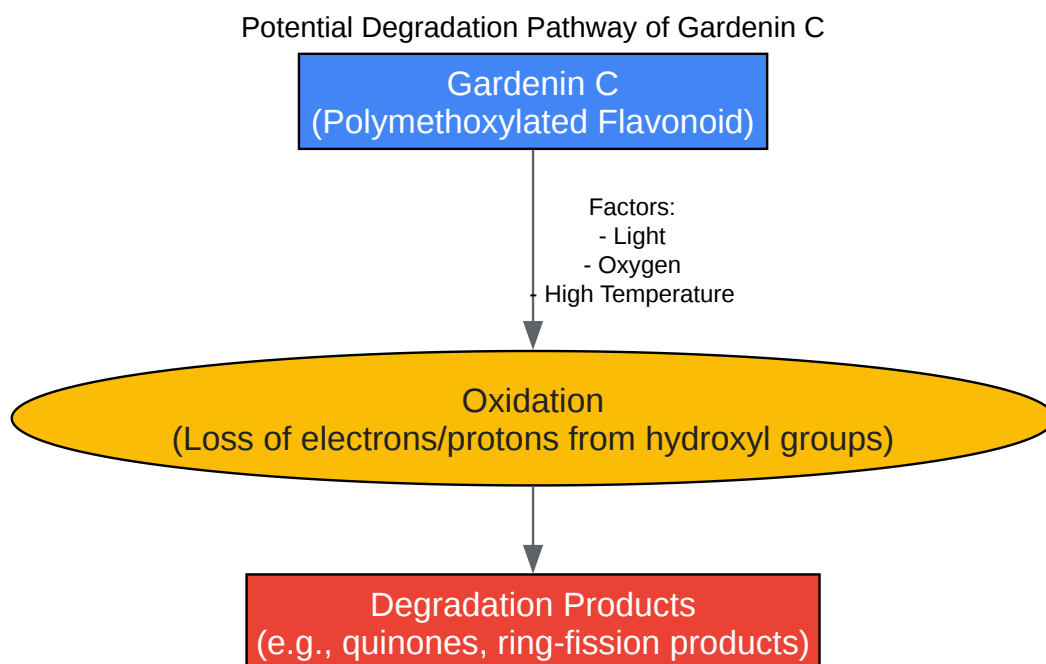 Potential Degradation Pathway of Gardenin C
Gardenin C
(Polymethoxylated Flavonoid)
Factors:
- Light
- Oxygen
- High Temperature
Oxidation
(Loss of electrons/protons from hydroxyl groups)
Degradation Products
(e.g., quinones, ring-fission products)